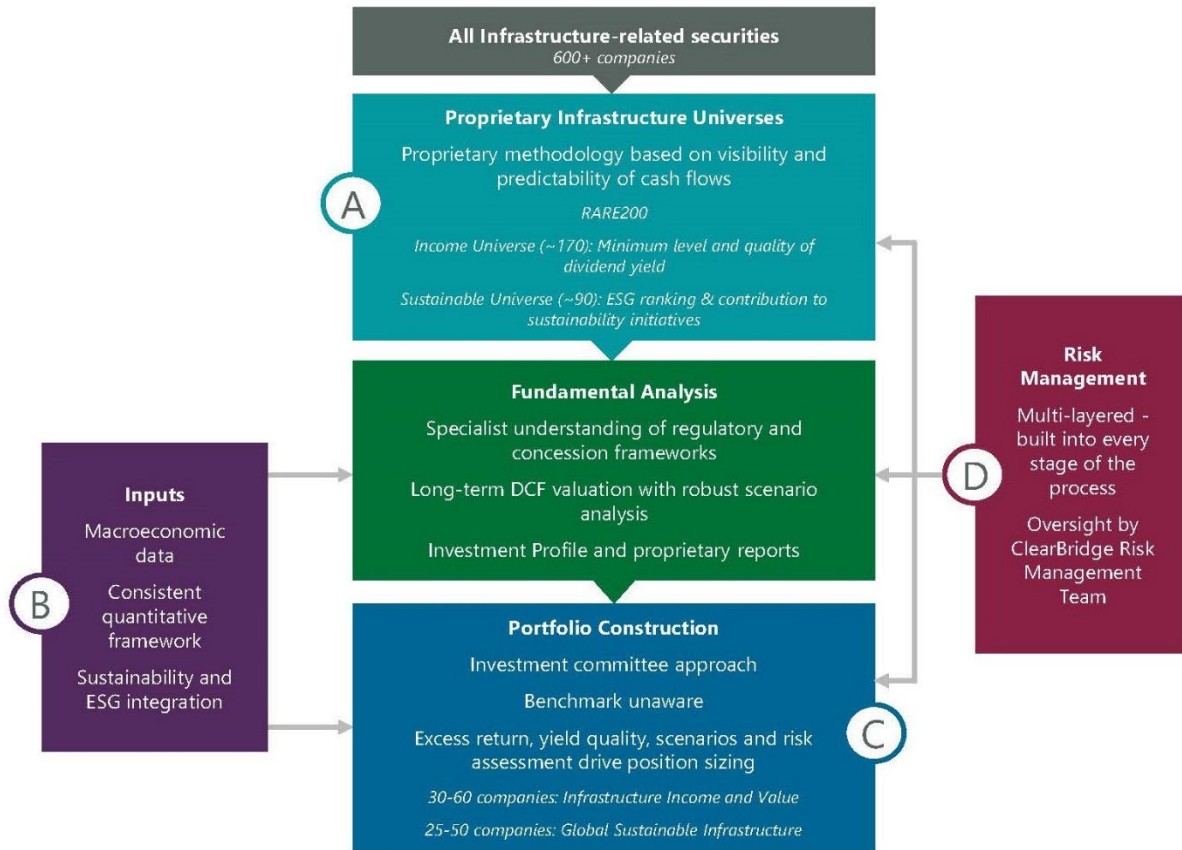 All Infrastructure-related securities
600+ companies
Proprietary Infrastructure Universes
Proprietary methodology based on visibility and
predictability of cash flows
RARE200
Income Universe (~170): Minimum level and quality of
dividend yield
Sustainable Universe (~90): ESG ranking & contribution to
sustainability initiatives
A
Fundamental Analysis
Specialist understanding of regulatory and
concession frameworks
Long-term DCF valuation with robust scenario
analysis
Investment Profile and proprietary reports
Inputs
Macroeconomic
data
Consistent
quantitative
framework
Sustainability and
ESG integration
B
Portfolio Construction
Investment committee approach
Benchmark unaware
Excess return, yield quality, scenarios and risk
assessment drive position sizing
30-60 companies: Infrastructure Income and Value
25-50 companies: Global Sustainable Infrastructure
C
Risk
Management
Multi-layered -
built into every
stage of the
process
Oversight by
ClearBridge Risk
Management
Team
D